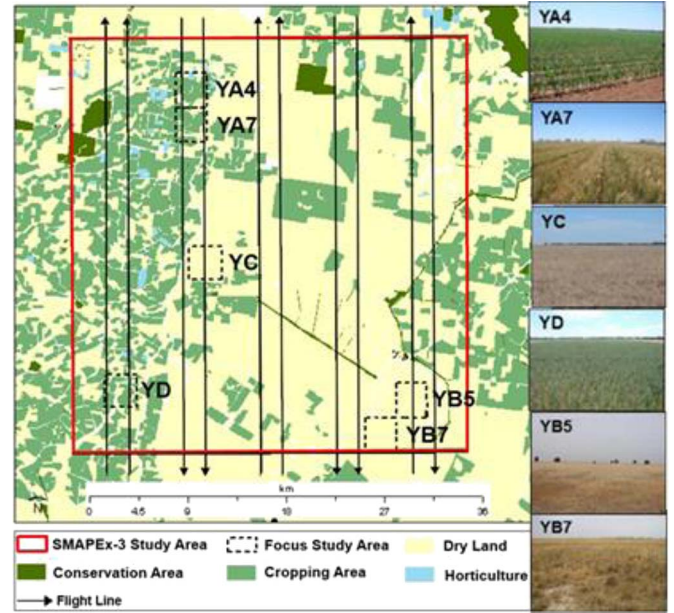 YA4
YA7
YC
YD
YB5
YB7
km
0 4.5 9 18 36
N
SMAPEx-3 Study Area Focus Study Area Dry Land
Conservation Area Cropping Area Horticulture
Flight Line
YA4
YA7
YC
YD
YB5
YB7